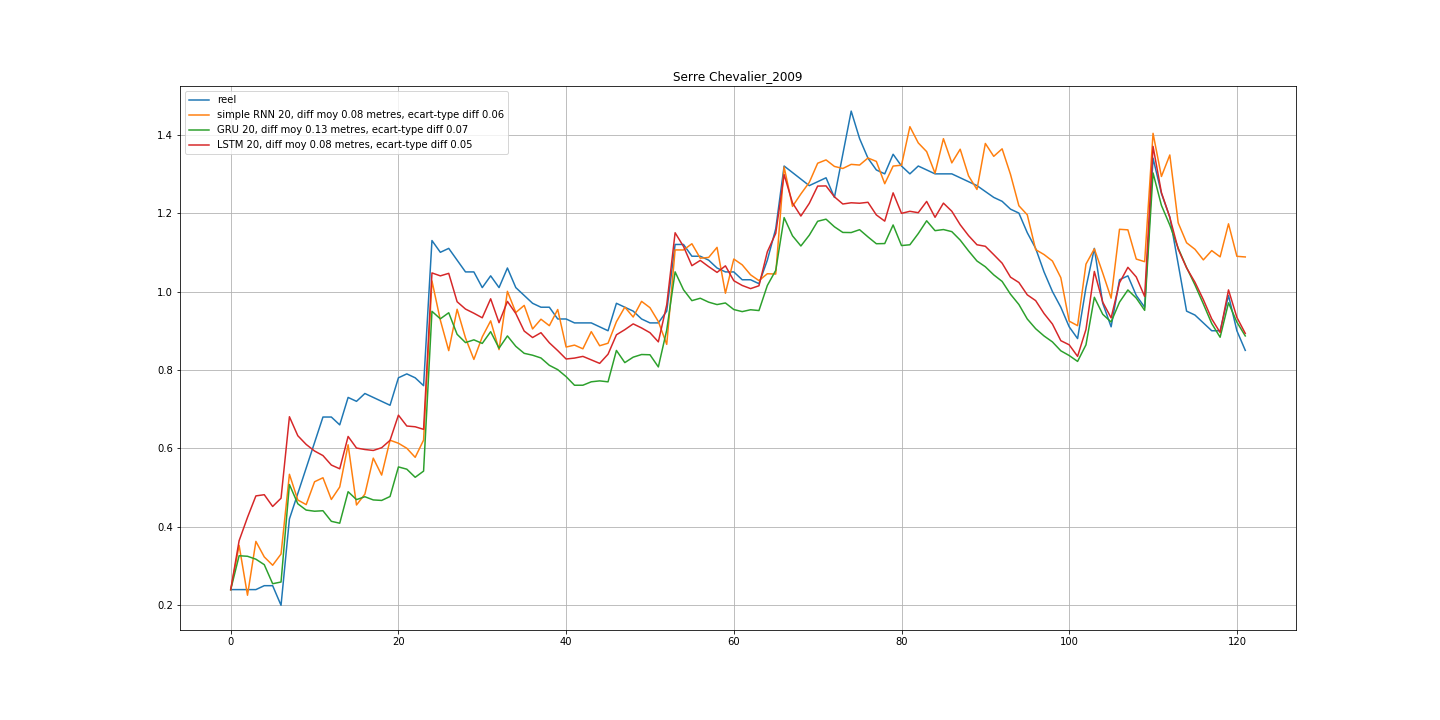 Serre Chevalier_2009
reel
simple RNN 20, diff moy 0.08 metres, ecart-type diff 0.06
GRU 20, diff moy 0.13 metres, ecart-type diff 0.07
LSTM 20, diff moy 0.08 metres, ecart-type diff 0.05
1.4
1.2
1.0
0.8
0.6
0.4
0.2
0 20 40 60 80 100 120